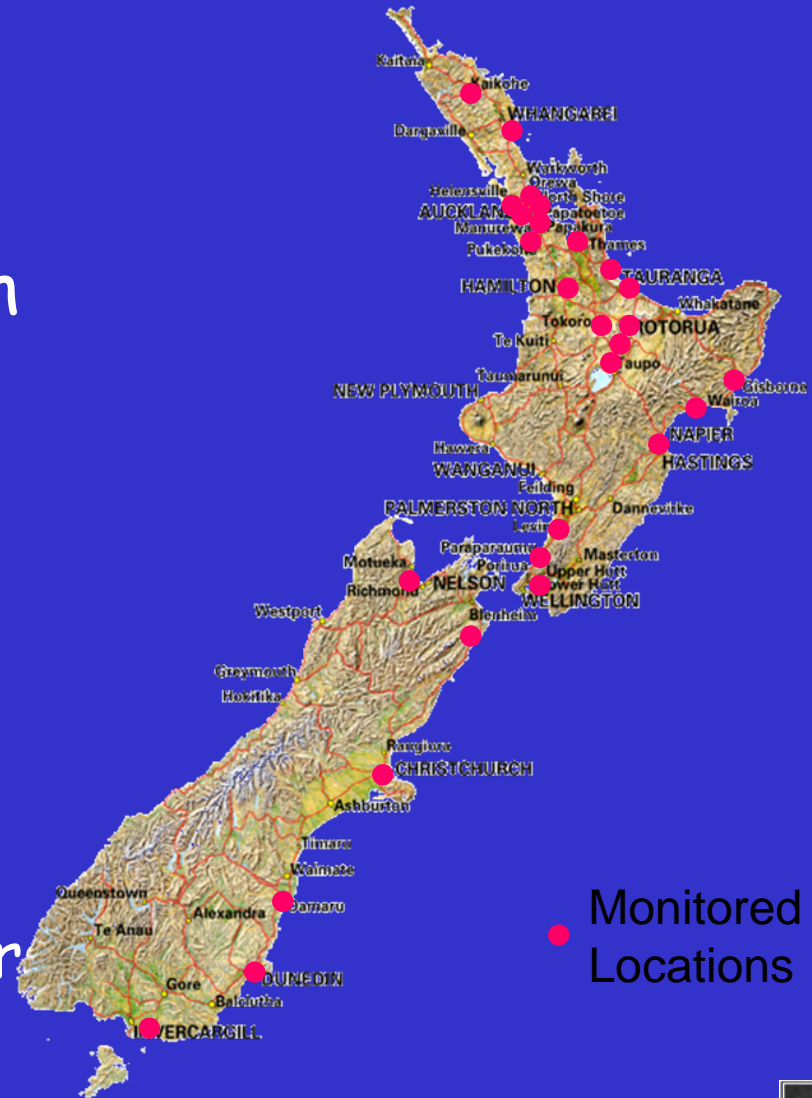 Kaitaia
Kaikohe
WHANGAREI
Dargaville
Warkworth
Orewa
Helensville
North Shore
AUCKLAND
Papatoetoe
Manurewa
Papakura
Pukekohe
Thames
n
TAURANGA
HAMILTON
Whakatane
Tokoro
ROTORUA
Te Kuiti
Taupo
Taumarunui
Gisborne
NEW PLYMOUTH
Wairoa
NAPIER
Hawera
HASTINGS
WANGANUI
Feilding
PALMERSTON NORTH
Dannevirke
Levin
Paraparaumu
Masterton
Motueka
Porirua
Upper Hutt
Lower Hutt
Richmond
NELSON
WELLINGTON
Westport
Blenheim
Greymouth
Hokitika
Rangiora
CHRISTCHURCH
Ashburton
Timaru
Waimate
Queenstown
Oamaru
Alexandra
Monitored
Locations
Te Anau
r
DUNEDIN
Gore
Balclutha
INVERCARGILL